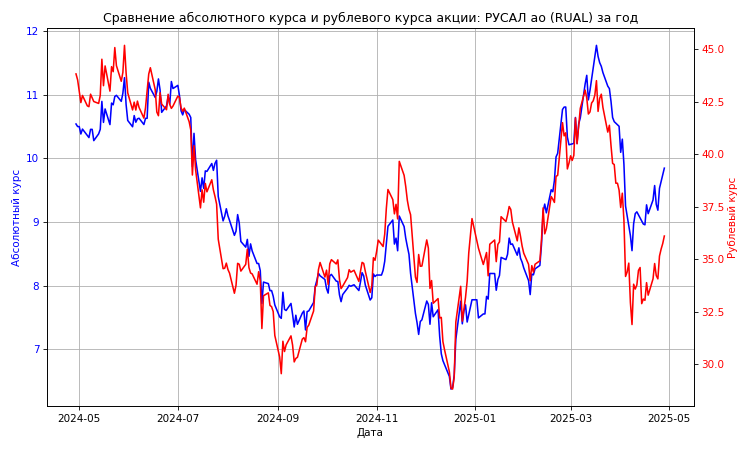 Сравнение абсолютного курса и рублевого курса акции: РУСАЛ ао (RUAL) за год
12
11
10
9
8
7
Абсолютный курс
45.0
42.5
40.0
37.5
35.0
32.5
30.0
Рублевый курс
2024-05 2024-07 2024-09 2024-11 2025-01 2025-03 2025-05
Дата